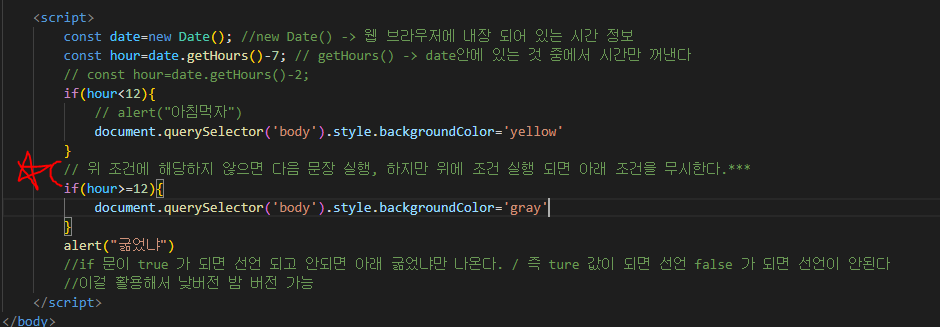 <script>
const date=new Date(); //new Date() -> 웹 브라우저에 내장 되어 있는 시간 정보
const hour=date.getHours()-7; // getHours() -> date안에 있는 것 중에서 시간만 꺼낸다
// const hour=date.getHours()-2;
if(hour<12){
// alert("아침먹자")
document.querySelector('body').style.backgroundColor='yellow'
}
// 위 조건에 해당하지 않으면 다음 문장 실행, 하지만 위에 조건 실행 되면 아래 조건을 무시한다.***
if(hour>=12){
document.querySelector('body').style.backgroundColor='gray'
}
alert("굶었냐")
//if 문이 true 가 되면 선언 되고 안되면 아래 굶었냐만 나온다. / 즉 ture 값이 되면 선언 false 가 되면 선언이 안된다
//이걸 활용해서 낮버전 밤 버전 가능
</script>
</body>